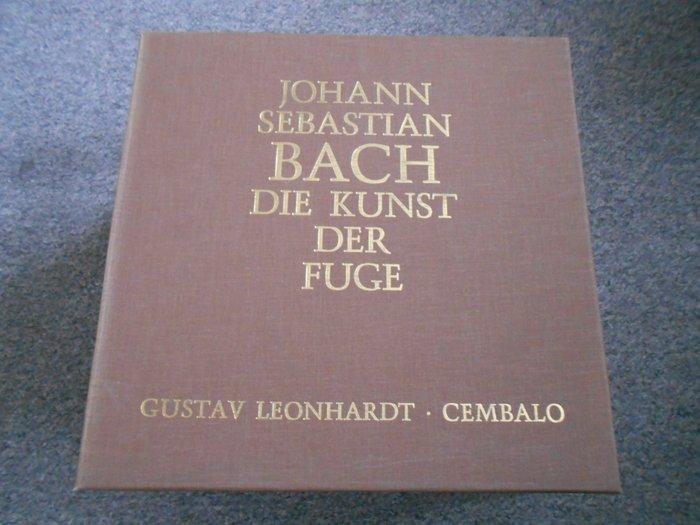 JOHANN
SEBASTIAN
BACH
DIE KUNST
DER
FUGE
GUSTAV LEONHARDT · CEMBALO